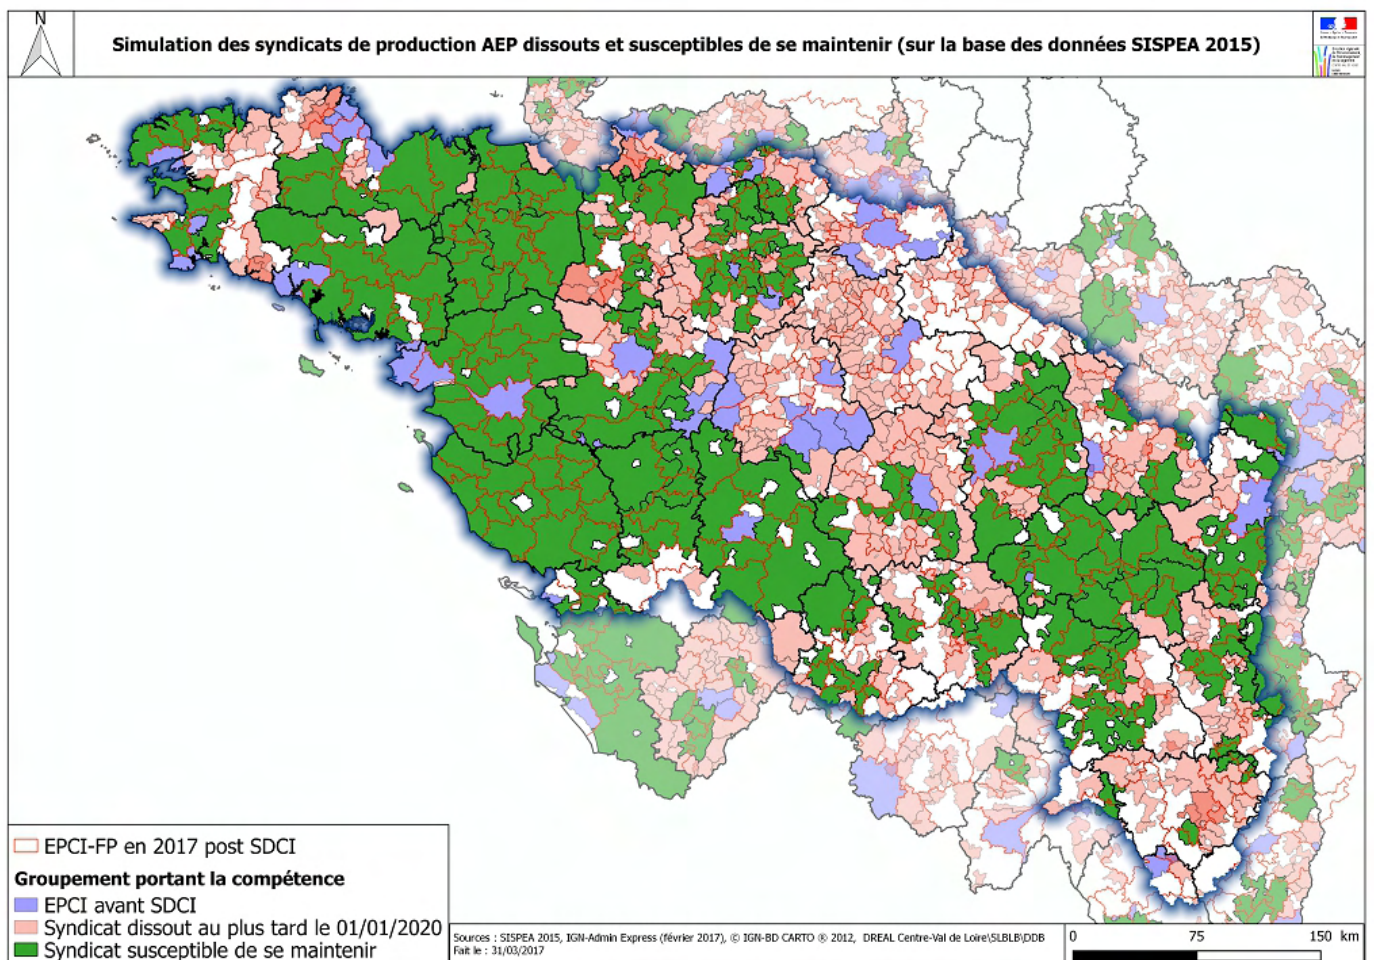 N
Simulation des syndicats de production AEP dissouts et susceptibles de se maintenir (sur la base des données SISPEA 2015)
EPCI-FP en 2017 post SDCI
Groupement portant la compétence
EPCI avant SDCI
Syndicat dissout au plus tard le 01/01/2020
Syndicat susceptible de se maintenir
Sources : SISPEA 2015, IGN-Admin Express (février 2017), © IGN-BD CARTO ® 2012, DREAL Centre-Val de Loire\SLBLB\DDB
Fait le : 31/03/2017
0 75 150 km